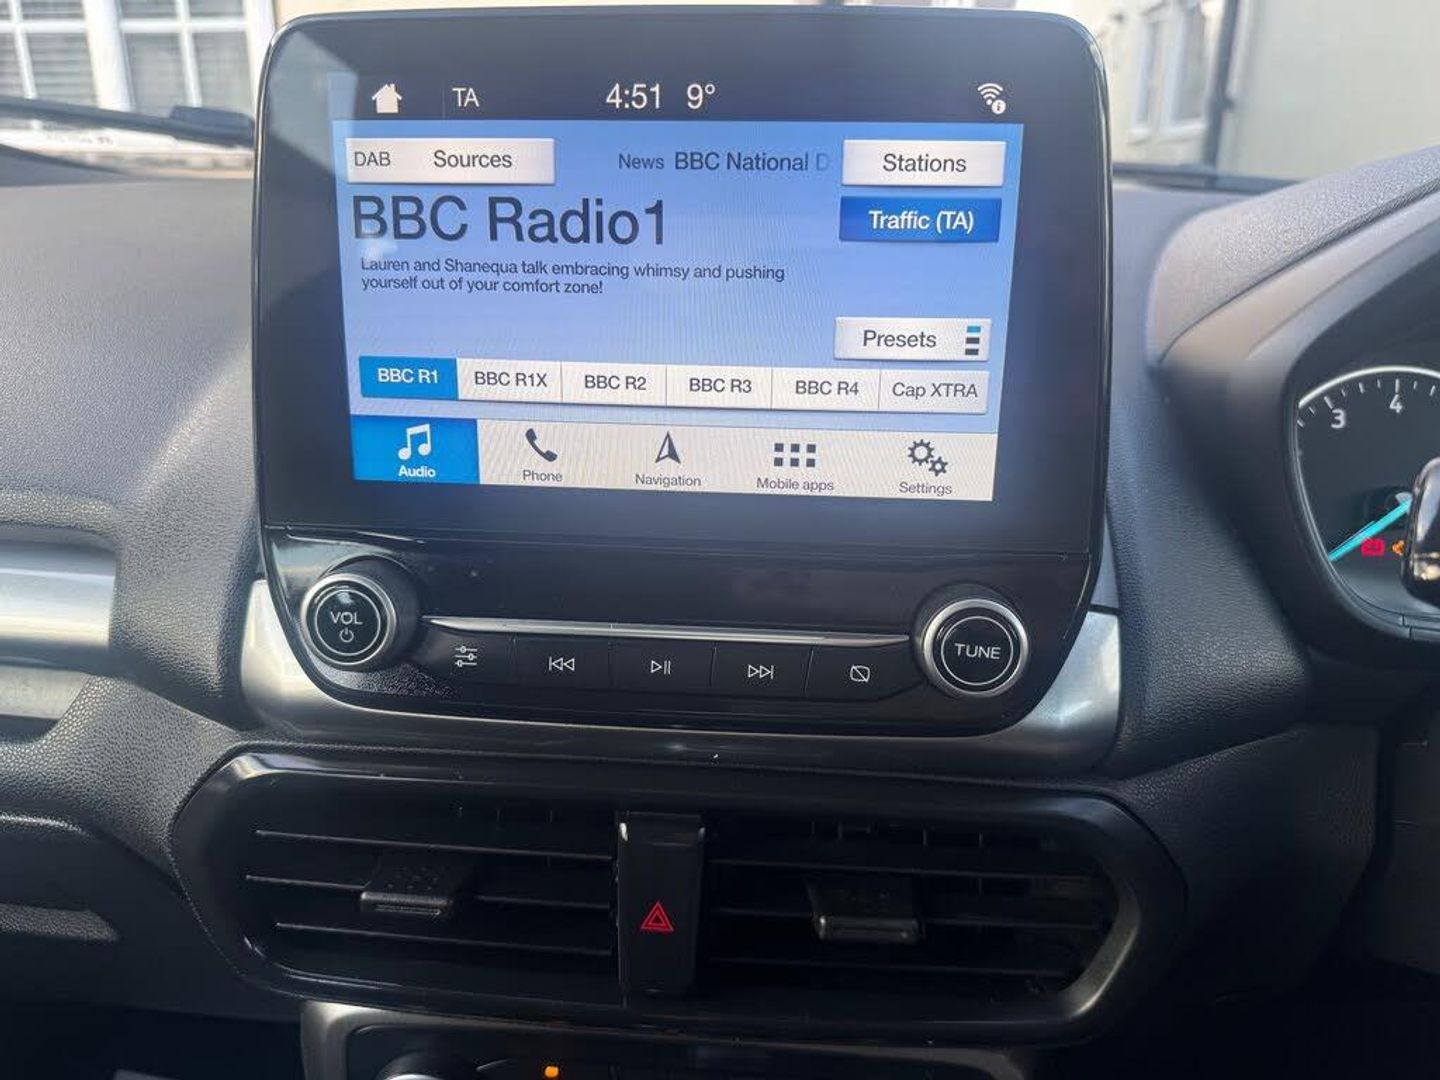 TA 4:51 9°
DAB Sources News BBC National D Stations
BBC Radio1
Traffic (TA)
Lauren and Shanequa talk embracing whimsy and pushing
yourself out of your comfort zone!
Presets
BBC R1 BBC R1X BBC R2 BBC R3 BBC R4 Cap XTRA
Audio Phone Navigation Mobile apps Settings
3 4
VOL
TUNE